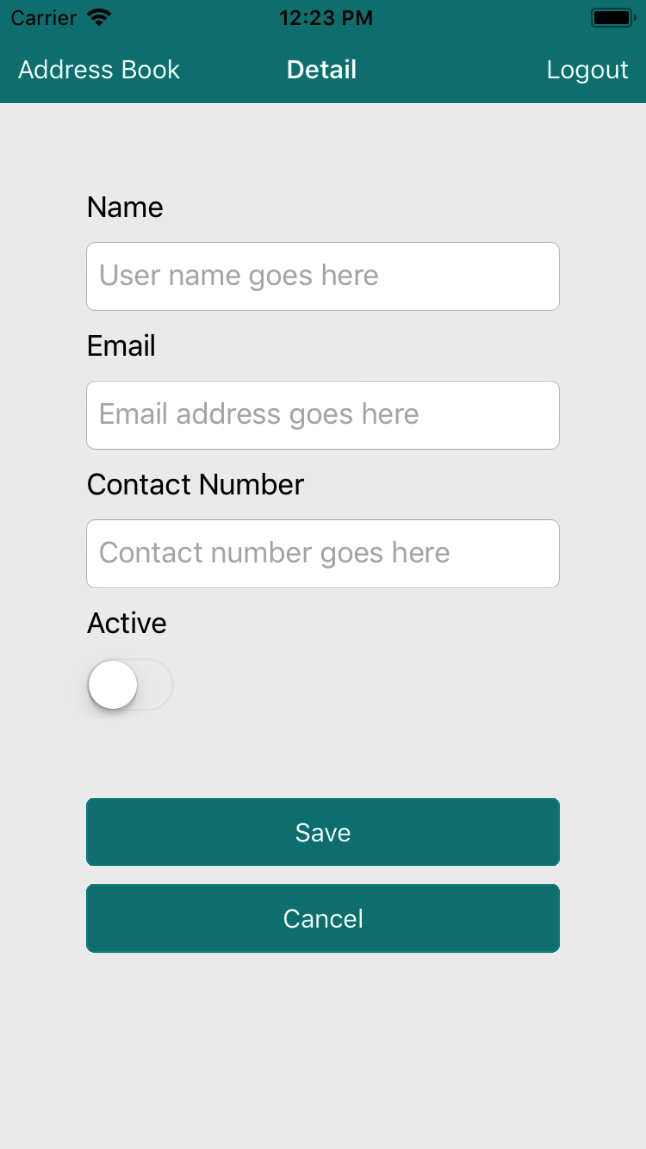 Carrier 12:23 PM
Address Book Detail Logout
Name
User name goes here
Email
Email address goes here
Contact Number
Contact number goes here
Active
Save
Cancel